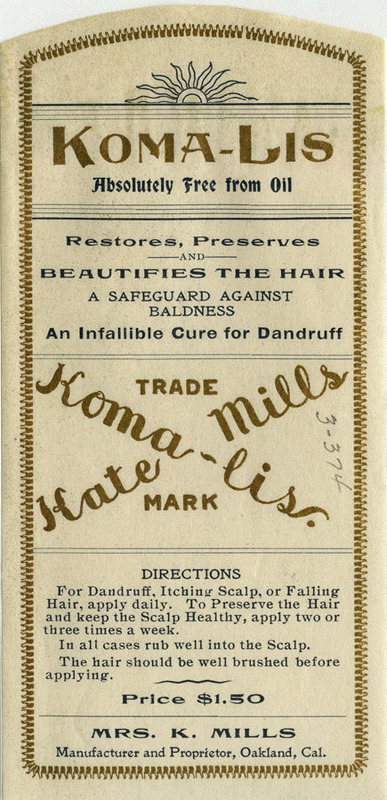 KOMA-LIS
Absolutely Free from Oil
Restores, Preserves
AND
BEAUTIFIES THE HAIR
A SAFEGUARD AGAINST
BALDNESS
An Infallible Cure for Dandruff
TRADE
Koma-lis.
Kate Mills
MARK
3-374
DIRECTIONS
For Dandruff, Itching Scalp, or Falling
Hair, apply daily. To Preserve the Hair
and keep the Scalp Healthy, apply two or
three times a week.
In all cases rub well into the Scalp.
The hair should be well brushed before
applying.
Price $1.50
MRS. K. MILLS
Manufacturer and Proprietor, Oakland, Cal.